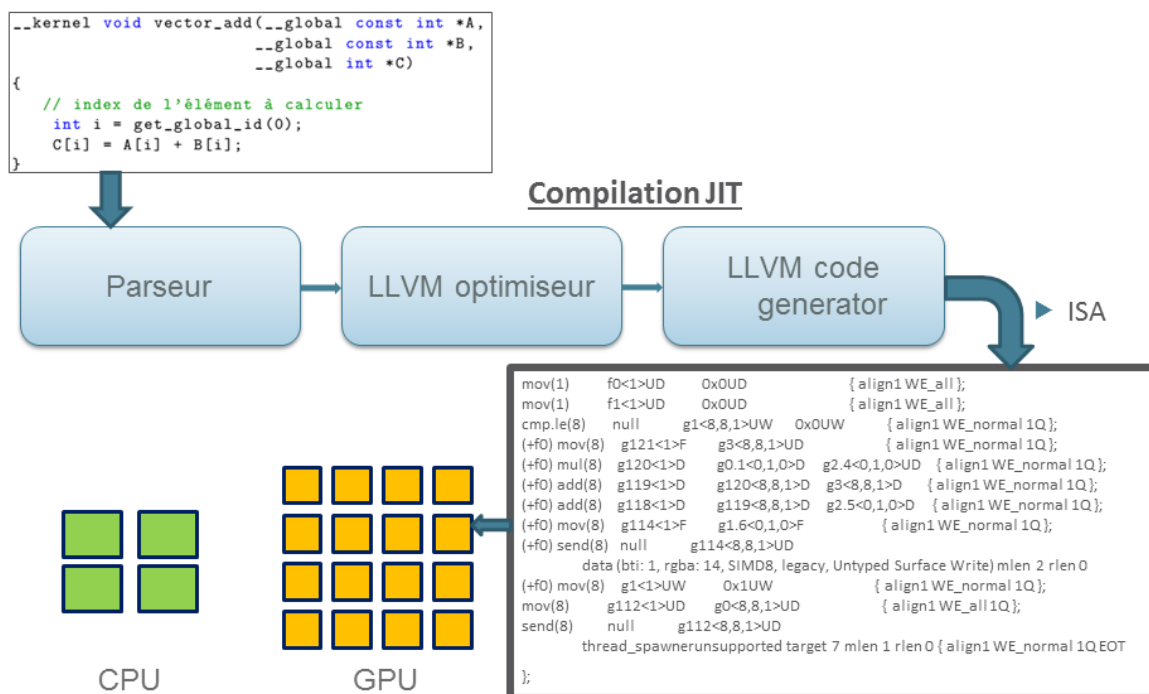 __kernel void vector_add(__global const int *A,
__global const int *B,
__global int *C)
{
// index de l'élément à calculer
int i = get_global_id(0);
C[i] = A[i] + B[i];
}
Compilation JIT
Parseur
LLVM optimiseur
LLVM code
generator
ISA
mov(1) f0<1>UD 0x0UD { align1 WE_all };
mov(1) f1<1>UD 0x0UD { align1 WE_all };
cmp.le(8) null g1<8,8,1>UW 0x0UW { align1 WE_normal 1Q };
(+f0) mov(8) g121<1>F g3<8,8,1>UD { align1 WE_normal 1Q };
(+f0) mul(8) g120<1>D g0.1<0,1,0>D g2.4<0,1,0>UD { align1 WE_normal 1Q };
(+f0) add(8) g119<1>D g120<8,8,1>D g3<8,8,1>D { align1 WE_normal 1Q };
(+f0) add(8) g118<1>D g119<8,8,1>D g2.5<0,1,0>D { align1 WE_normal 1Q };
(+f0) mov(8) g114<1>F g1.6<0,1,0>F { align1 WE_normal 1Q };
(+f0) send(8) null g114<8,8,1>UD
data (bti: 1, rgba: 14, SIMD8, legacy, Untyped Surface Write) mlen 2 rlen 0
(+f0) mov(8) g1<1>UW 0x1UW { align1 WE_normal 1Q };
mov(8) g112<1>UD g0<8,8,1>UD { align1 WE_all 1Q };
send(8) null g112<8,8,1>UD
thread_spawnerunsupported target 7 mlen 1 rlen 0 { align1 WE_normal 1Q EOT
};
CPU
GPU